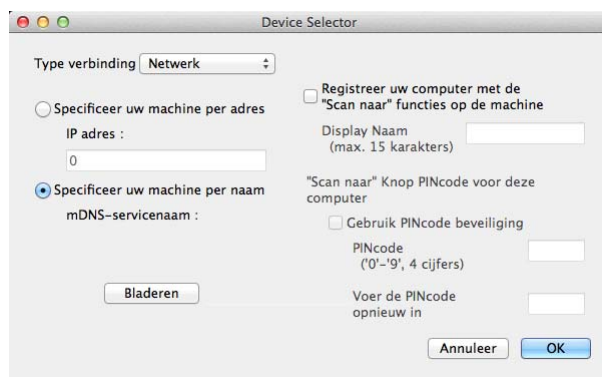 Device Selector
Type verbinding Netwerk
Specificeer uw machine per adres
IP adres :
0
Specificeer uw machine per naam
mDNS-servicenaam :
Bladeren
Registreer uw computer met de
"Scan naar" functies op de machine
Display Naam
(max. 15 karakters)
"Scan naar" Knop PINcode voor deze
computer
Gebruik PINcode beveiliging
PINcode
('0'-'9', 4 cijfers)
Voer de PINcode
opnieuw in
Annuleer OK